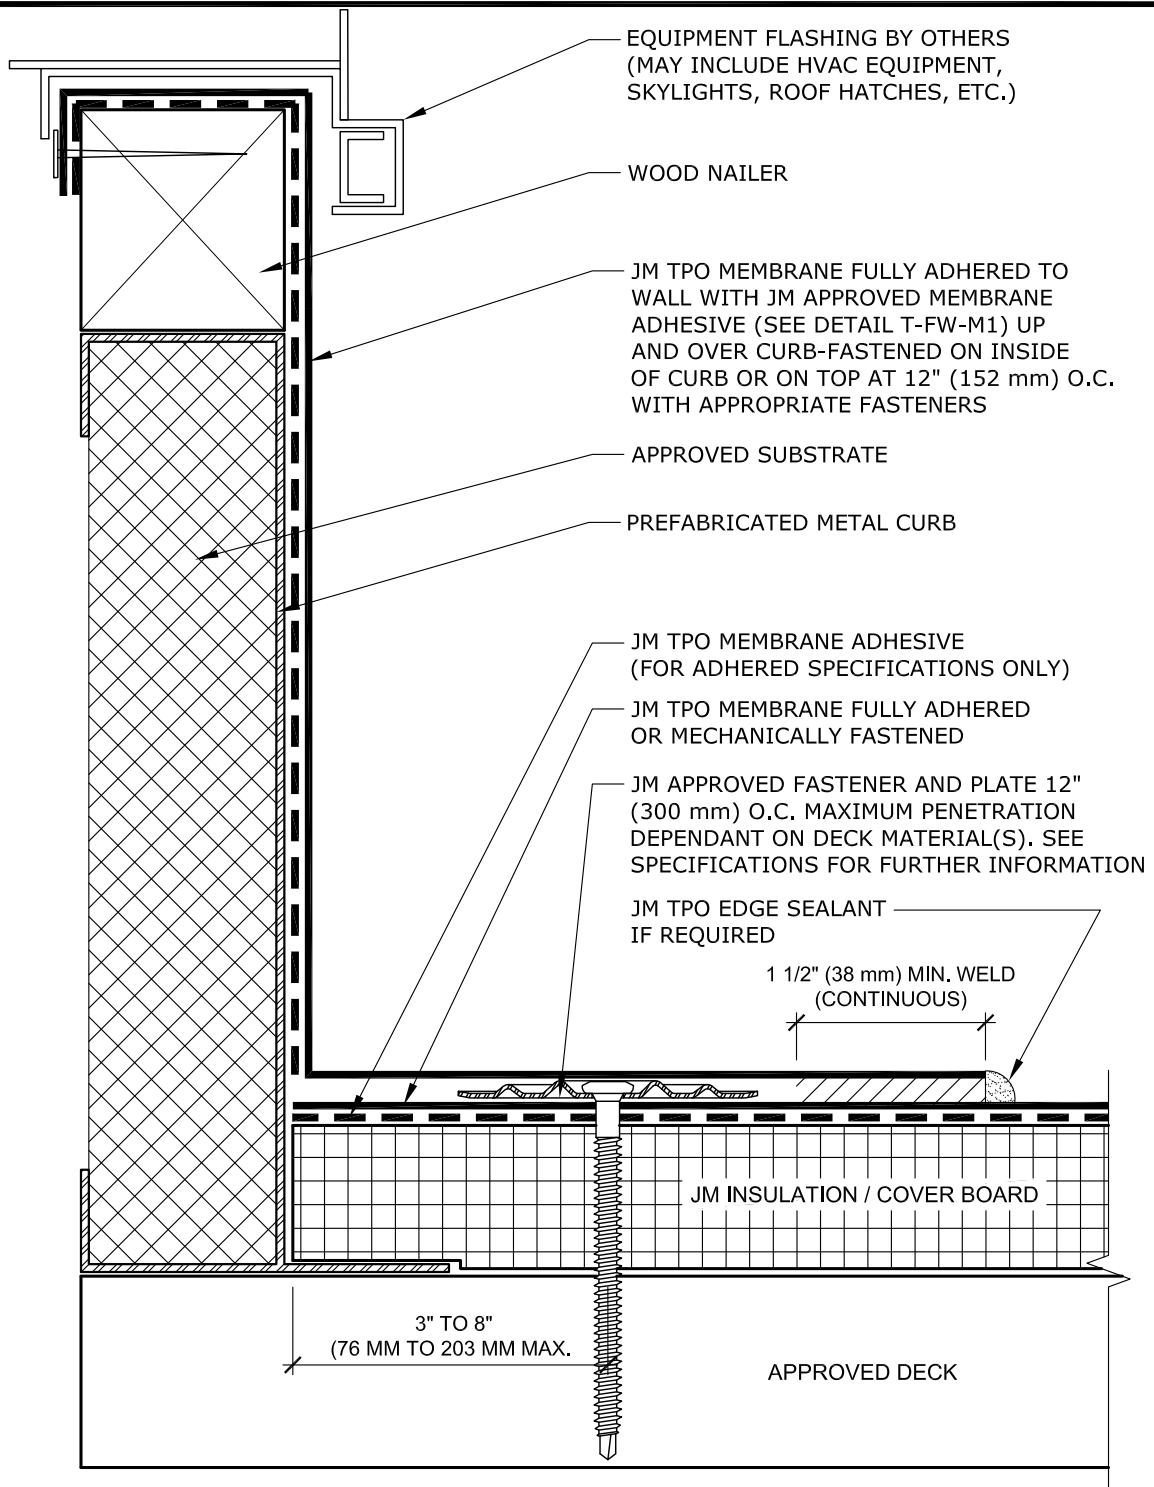 EQUIPMENT FLASHING BY OTHERS
(MAY INCLUDE HVAC EQUIPMENT,
SKYLIGHTS, ROOF HATCHES, ETC.)
WOOD NAILER
JM TPO MEMBRANE FULLY ADHERED TO
WALL WITH JM APPROVED MEMBRANE
ADHESIVE (SEE DETAIL T-FW-M1) UP
AND OVER CURB-FASTENED ON INSIDE
OF CURB OR ON TOP AT 12" (152 mm) O.C.
WITH APPROPRIATE FASTENERS
APPROVED SUBSTRATE
PREFABRICATED METAL CURB
JM TPO MEMBRANE ADHESIVE
(FOR ADHERED SPECIFICATIONS ONLY)
JM TPO MEMBRANE FULLY ADHERED
OR MECHANICALLY FASTENED
JM APPROVED FASTENER AND PLATE 12"
(300 mm) O.C. MAXIMUM PENETRATION
DEPENDANT ON DECK MATERIAL(S). SEE
SPECIFICATIONS FOR FURTHER INFORMATION
JM TPO EDGE SEALANT
IF REQUIRED
1 1/2" (38 mm) MIN. WELD
(CONTINUOUS)
JM INSULATION / COVER BOARD
3" TO 8"
(76 MM TO 203 MM MAX.
APPROVED DECK